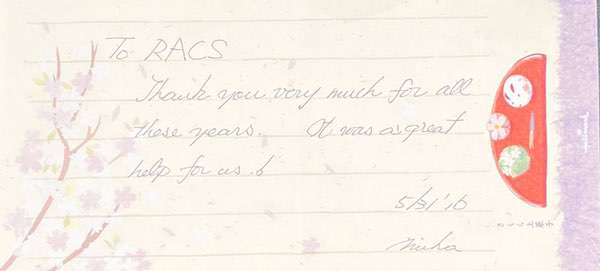 To RACS
Thank you very much for all
these years. It was a great
help for us.
5/31/'16